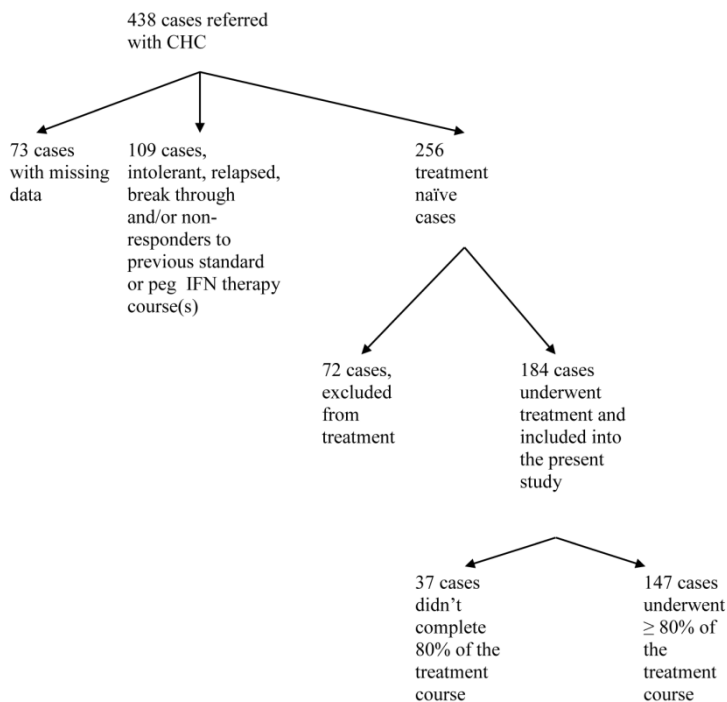 438 cases referred
with CHC
73 cases
with missing
data
109 cases,
intolerant, relapsed,
break through
and/or non-
responders to
previous standard
or peg IFN therapy
course(s)
256
treatment
naïve
cases
72 cases,
excluded
from
treatment
184 cases
underwent
treatment and
included into
the present
study
37 cases
didn’t
complete
80% of the
treatment
course
147 cases
underwent
≥ 80% of
the
treatment
course